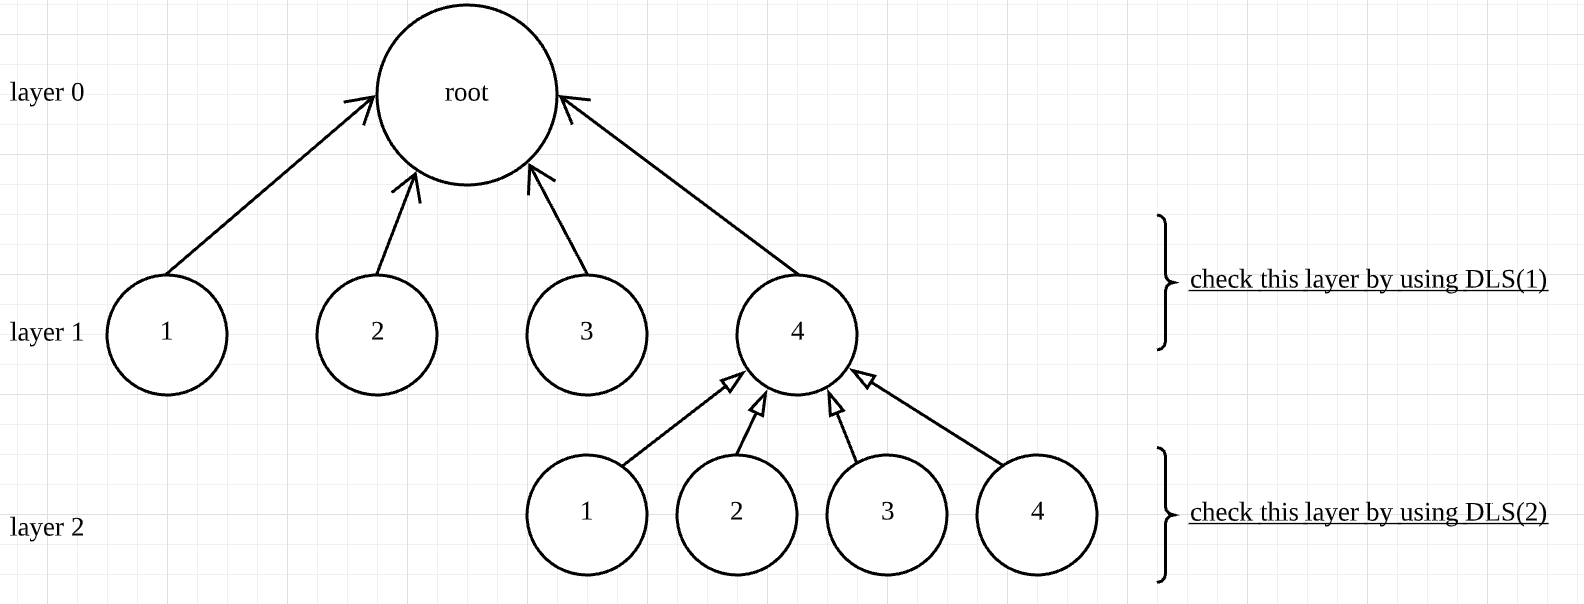 layer 0
root
layer 1
1
2
3
4
check this layer by using DLS(1)
layer 2
1
2
3
4
check this layer by using DLS(2)